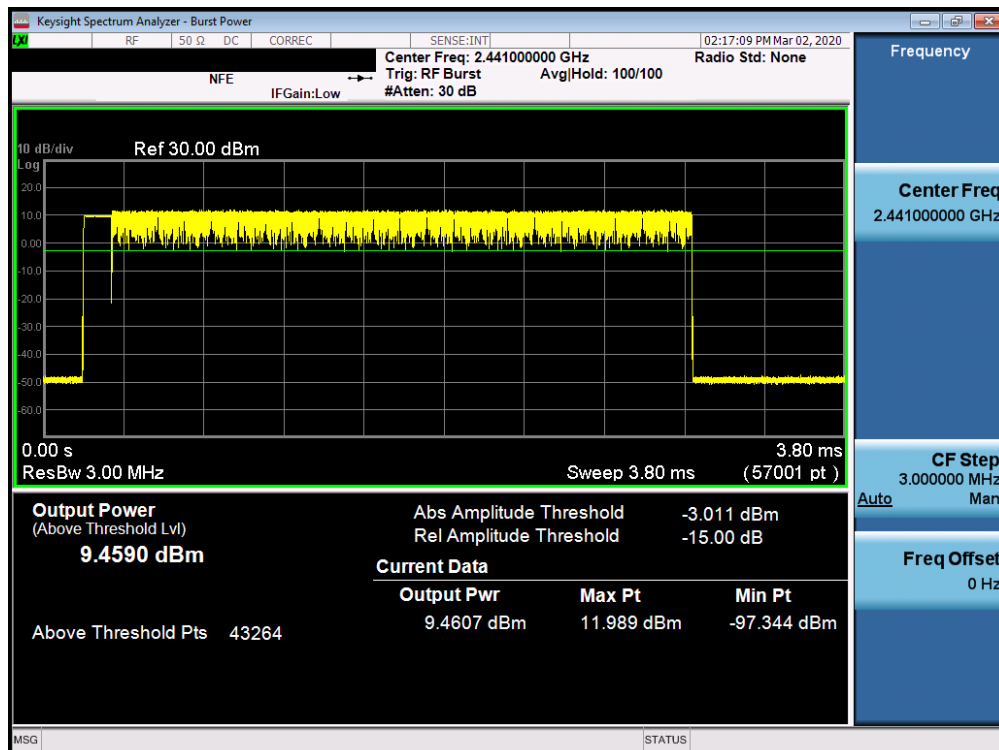 Keysight Spectrum Analyzer - Burst Power
LXI RF 50 Ω DC CORREC SENSE:INT 02:17:09 PM Mar 02, 2020
Center Freq: 2.441000000 GHz Radio Std: None
NFE Trig: RF Burst Avg|Hold: 100/100
IFGain:Low #Atten: 30 dB
10 dB/div Ref 30.00 dBm
Log
20.0
10.0
0.00
-10.0
-20.0
-30.0
-40.0
-50.0
-60.0
0.00 s 3.80 ms
ResBw 3.00 MHz Sweep 3.80 ms (57001 pt )
Output Power
(Above Threshold Lvl)
9.4590 dBm
Above Threshold Pts 43264
Abs Amplitude Threshold -3.011 dBm
Rel Amplitude Threshold -15.00 dB
Current Data
Output Pwr Max Pt Min Pt
9.4607 dBm 11.989 dBm -97.344 dBm
Frequency
Center Freq
2.441000000 GHz
CF Step
3.000000 MHz
Auto Man
Freq Offset
0 Hz
MSG STATUS